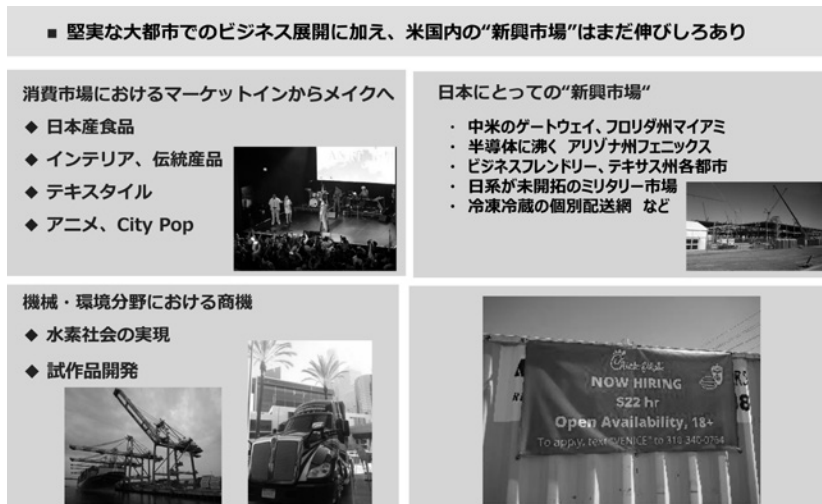 ■ 堅実な大都市でのビジネス展開に加え、米国内の“新興市場”はまだ伸びしろあり
消費市場におけるマーケットインからメイクへ
◆ 日本産食品
◆ インテリア、伝統産品
◆ テキスタイル
◆ アニメ、City Pop
日本にとっての“新興市場“
・ 中米のゲートウェイ、フロリダ州マイアミ
・ 半導体に沸く アリゾナ州フェニックス
・ ビジネスフレンドリー、テキサス州各都市
・ 日系が未開拓のミリタリー市場
・ 冷凍冷蔵の個別配送網 など
機械・環境分野における商機
◆ 水素社会の実現
◆ 試作品開発
Chick-fil-A
NOW HIRING
$22 hr
Open Availability, 18+
To apply, text "VENICE" to 310-340-0764